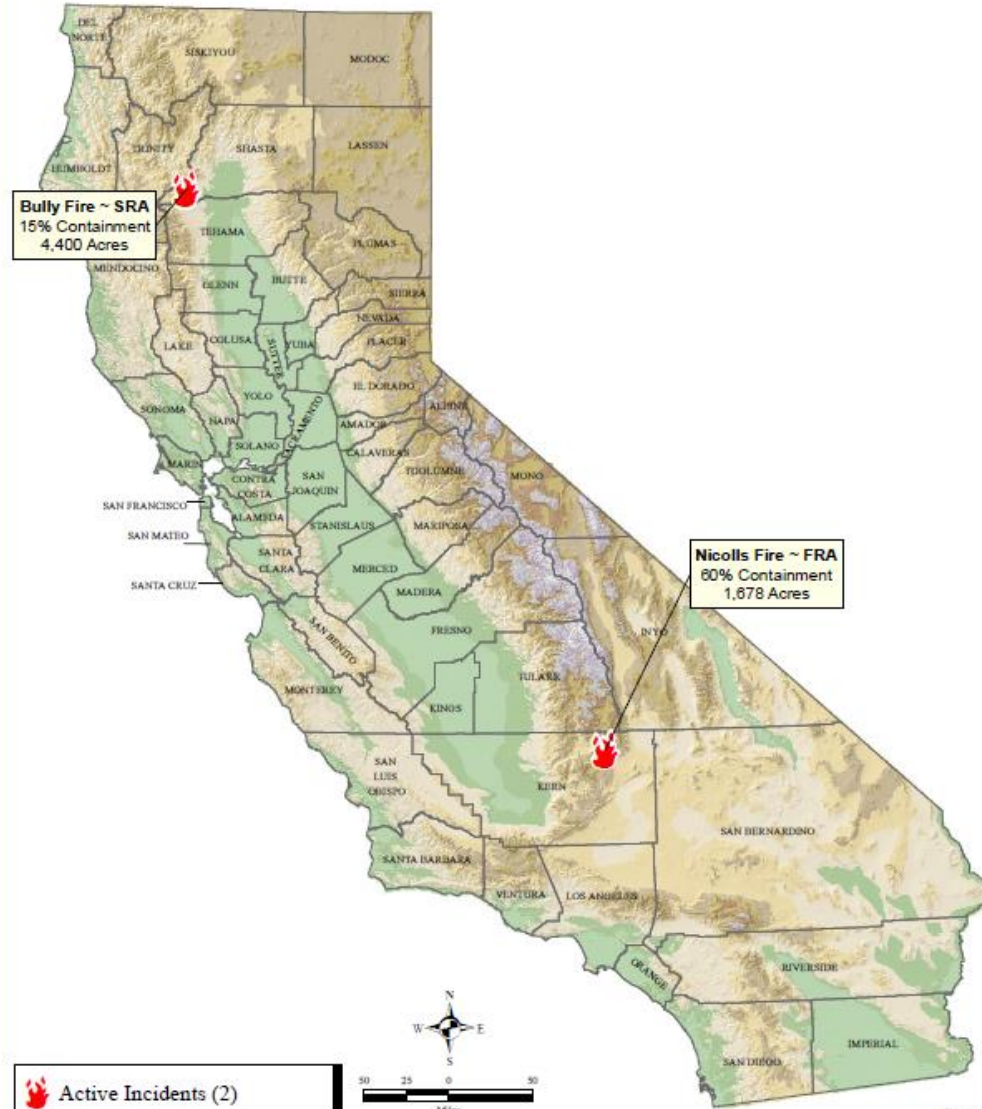 DEL
NORTE
SISKIYOU
MODOC
TRINITY
SHASTA
LASSEN
HUMBOLDT
Bully Fire ~ SRA
15% Containment
4,400 Acres
TEHAMA
PLUMAS
MENDOCINO
GLENN
BUTTE
SIERRA
NEVADA
LAKE
COLUSA
SUTTER
YUBA
PLACER
EL DORADO
YOLO
SONOMA
NAPA
SACRAMENTO
ALPINE
AMADOR
SOLANO
CALAVERAS
MARIN
TUOLUMNE
MONO
CONTRA
COSTA
SAN
JOAQUIN
SAN FRANCISCO
ALAMEDA
STANISLAUS
MARIPOSA
SAN MATEO
SANTA
CLARA
MERCED
SANTA CRUZ
MADERA
Nicolls Fire ~ FRA
60% Containment
1,678 Acres
SAN BENITO
FRESNO
INYO
MONTEREY
TULARE
KINGS
SAN
LUIS
OBISPO
KERN
SAN BERNARDINO
SANTA BARBARA
VENTURA
LOS ANGELES
ORANGE
RIVERSIDE
SAN DIEGO
IMPERIAL
N
W E
S
Active Incidents (2)
50 25 0 50